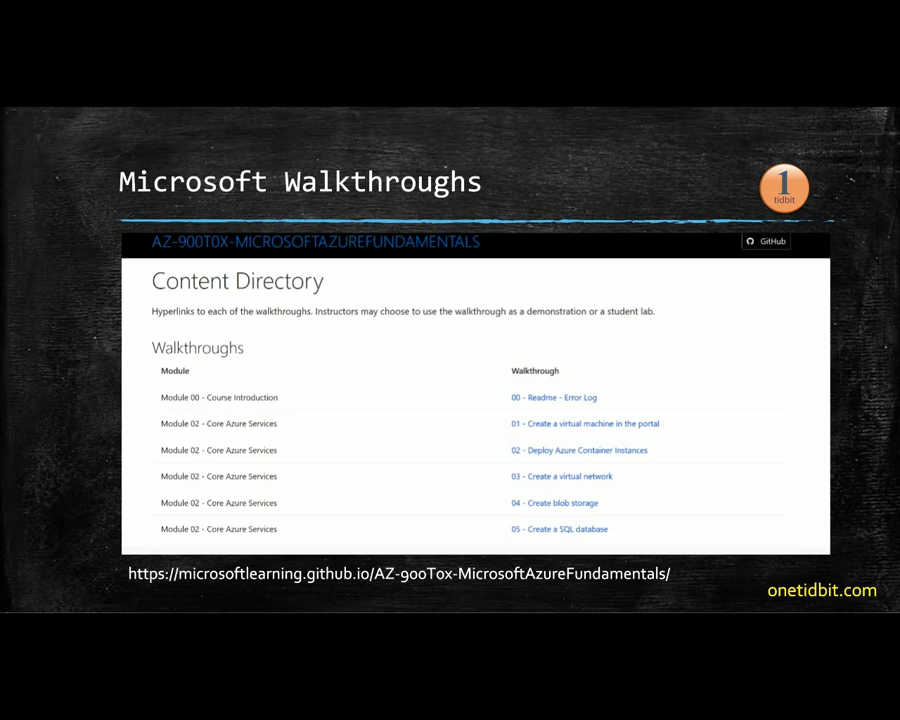 Microsoft Walkthroughs
1
tidbit
AZ-900T0X-MICROSOFTAZUREFUNDAMENTALS
GitHub
Content Directory
Hyperlinks to each of the walkthroughs. Instructors may choose to use the walkthrough as a demonstration or a student lab.
Walkthroughs
Module Walkthrough
Module 00 - Course Introduction 00 - Readme - Error Log
Module 02 - Core Azure Services 01 - Create a virtual machine in the portal
Module 02 - Core Azure Services 02 - Deploy Azure Container Instances
Module 02 - Core Azure Services 03 - Create a virtual network
Module 02 - Core Azure Services 04 - Create blob storage
Module 02 - Core Azure Services 05 - Create a SQL database
https://microsoftlearning.github.io/AZ-900T0x-MicrosoftAzureFundamentals/
onetidbit.com